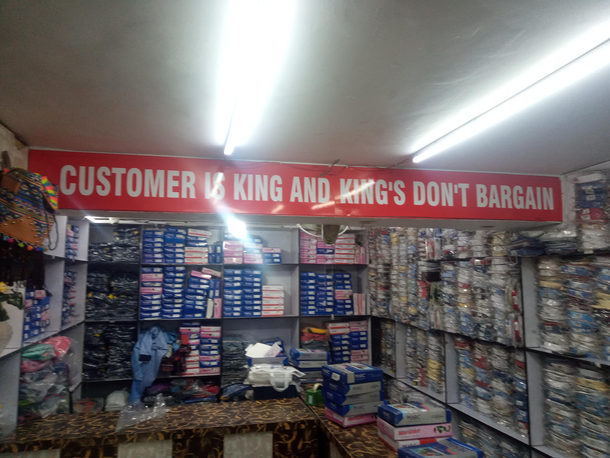 CUSTOMER IS KING AND KING'S DON'T BARGAIN